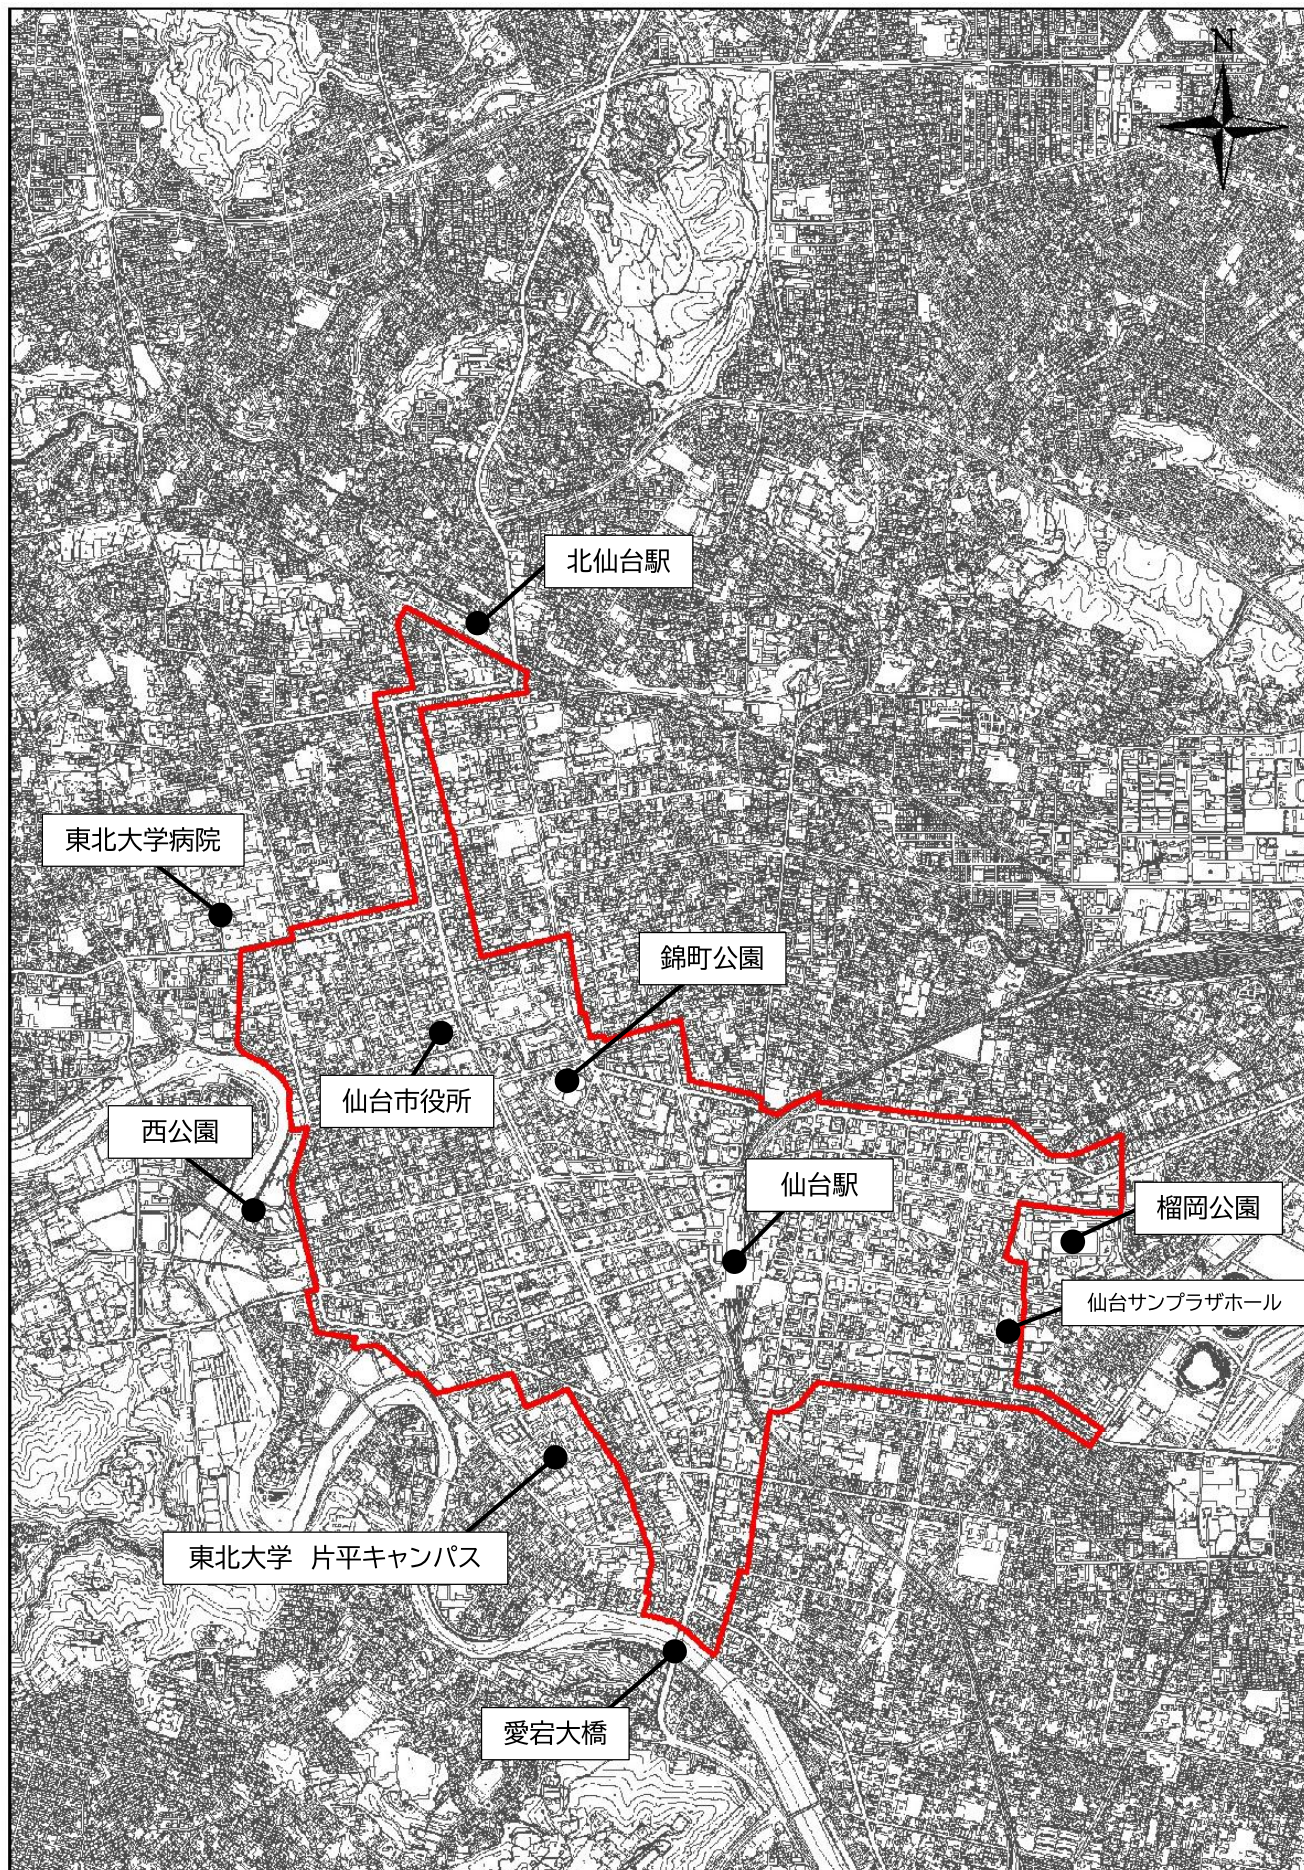 N
北仙台駅
東北大学病院
錦町公園
仙台市役所
西公園
仙台駅
榴岡公園
仙台サンプラザホール
東北大学 片平キャンパス
愛宕大橋